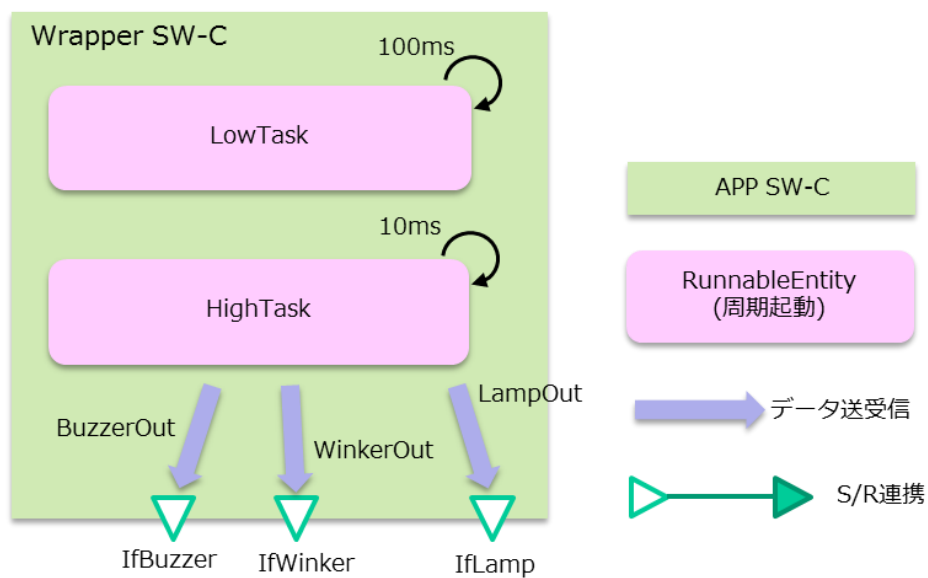 Wrapper SW-C
100ms
LowTask
10ms
HighTask
BuzzerOut
WinkerOut
LampOut
IfBuzzer
IfWinker
IfLamp
APP SW-C
RunnableEntity
(周期起動)
データ送受信
S/R連携